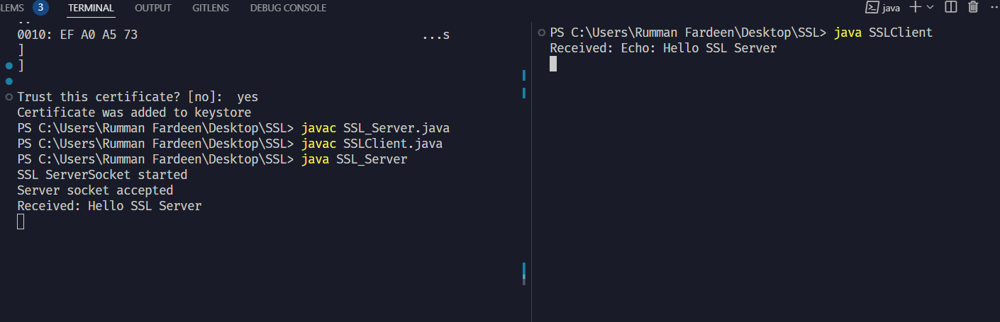 LEMS 3 TERMINAL OUTPUT GITLENS DEBUG CONSOLE java
0010: EF A0 A5 73 ...s
]
]
Trust this certificate? [no]: yes
Certificate was added to keystore
PS C:\Users\Rumman Fardeen\Desktop\SSL> javac SSL_Server.java
PS C:\Users\Rumman Fardeen\Desktop\SSL> javac SSLClient.java
PS C:\Users\Rumman Fardeen\Desktop\SSL> java SSL_Server
SSL ServerSocket started
Server socket accepted
Received: Hello SSL Server
PS C:\Users\Rumman Fardeen\Desktop\SSL> java SSLClient
Received: Echo: Hello SSL Server